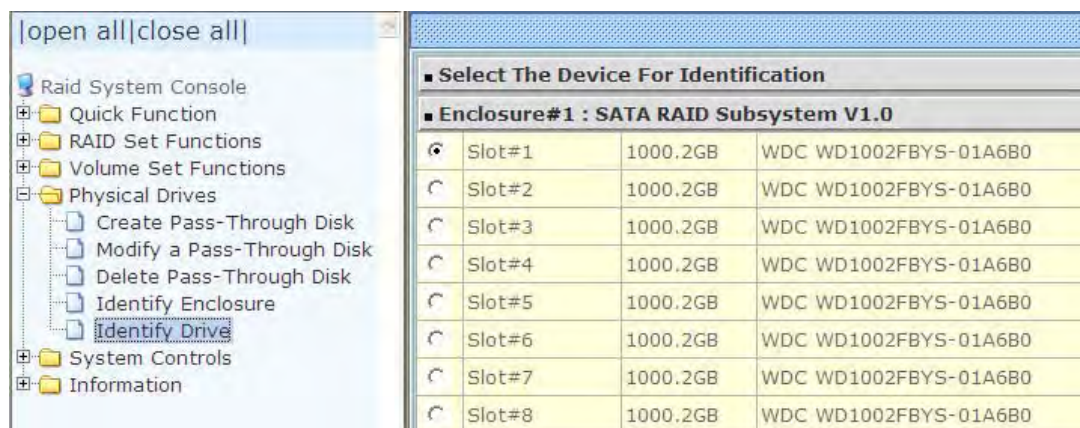 |open all|close all|
Raid System Console
Quick Function
RAID Set Functions
Volume Set Functions
Physical Drives
Create Pass-Through Disk
Modify a Pass-Through Disk
Delete Pass-Through Disk
Identify Enclosure
Identify Drive
System Controls
Information
Select The Device For Identification
Enclosure#1 : SATA RAID Subsystem V1.0
Slot#1 1000.2GB WDC WD1002FBYS-01A6B0
Slot#2 1000.2GB WDC WD1002FBYS-01A6B0
Slot#3 1000.2GB WDC WD1002FBYS-01A6B0
Slot#4 1000.2GB WDC WD1002FBYS-01A6B0
Slot#5 1000.2GB WDC WD1002FBYS-01A6B0
Slot#6 1000.2GB WDC WD1002FBYS-01A6B0
Slot#7 1000.2GB WDC WD1002FBYS-01A6B0
Slot#8 1000.2GB WDC WD1002FBYS-01A6B0